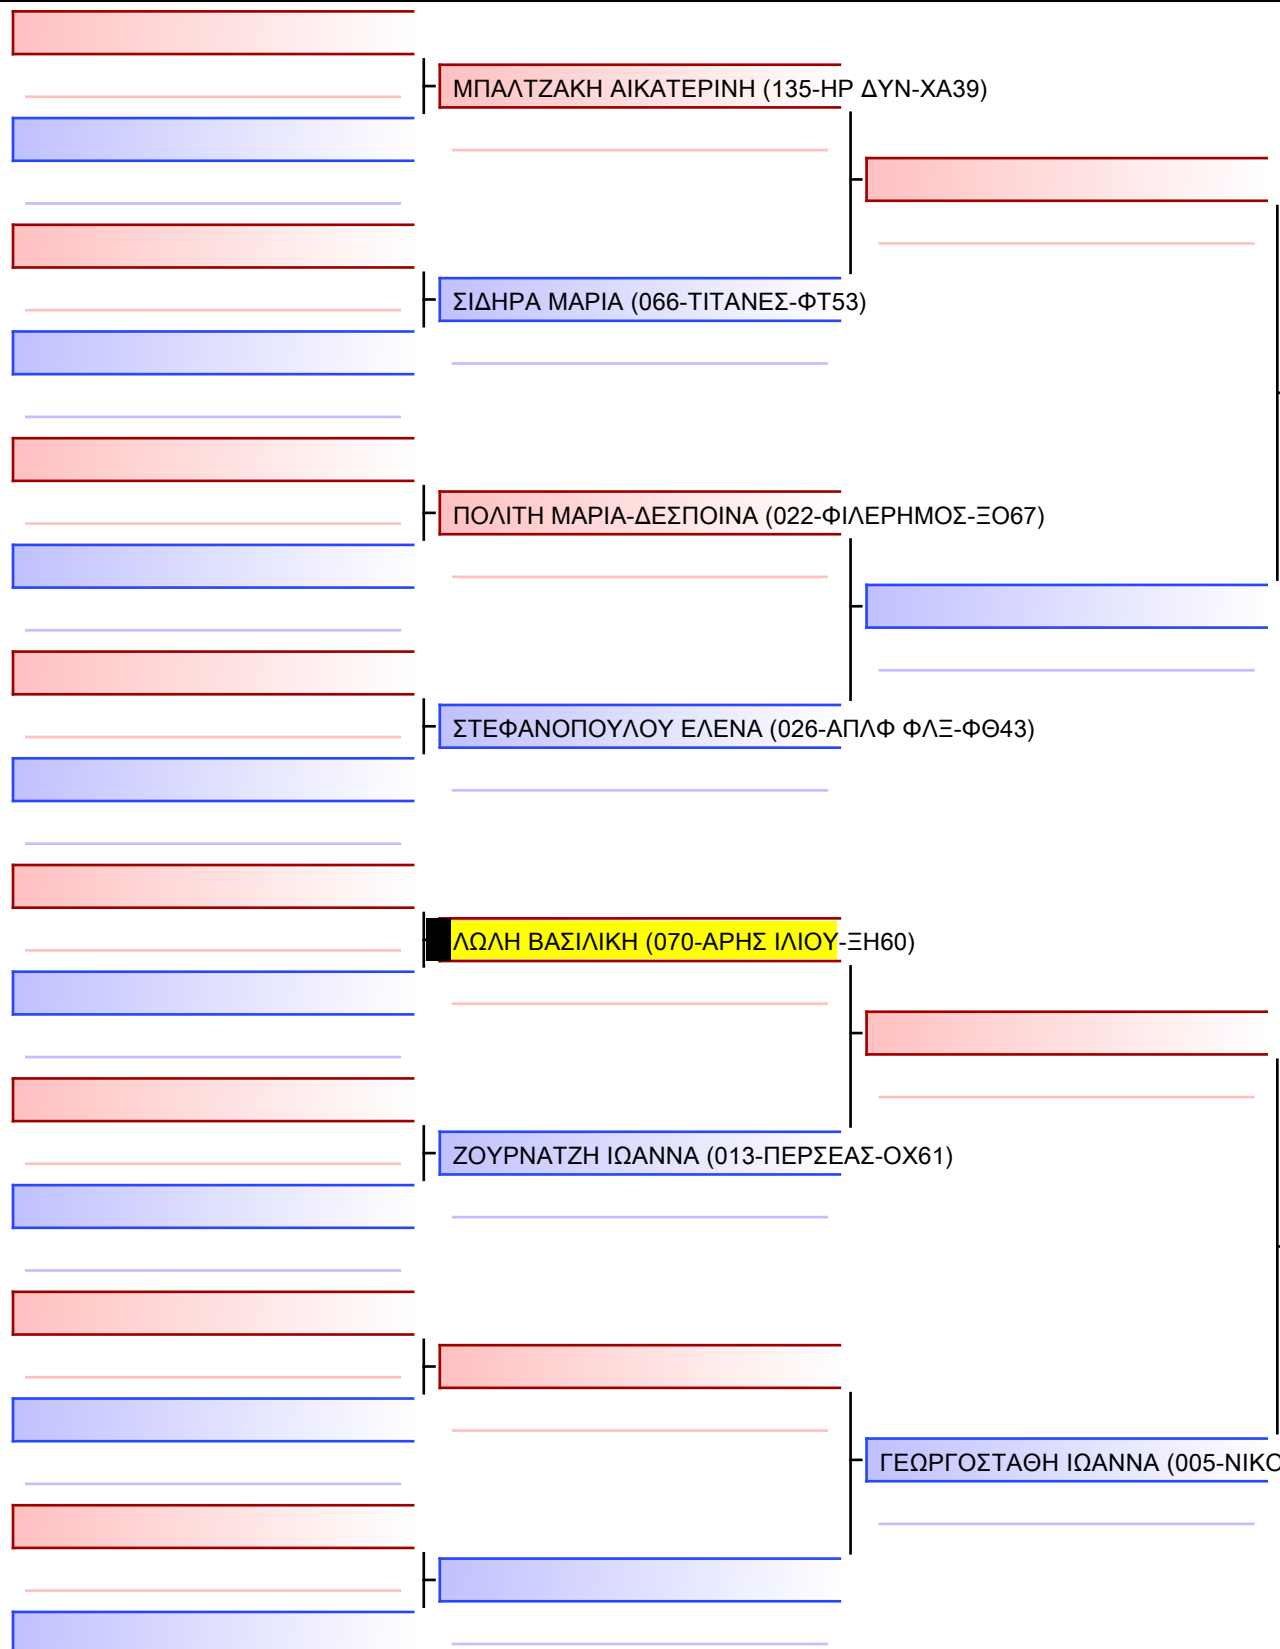 ΜΠΑΛΤΖΑΚΗ ΑΙΚΑΤΕΡΙΝΗ (135-ΗΡ ΔΥΝ-ΧΑ39)
ΣΙΔΗΡΑ ΜΑΡΙΑ (066-ΤΙΤΑΝΕΣ-ΦΤ53)
ΠΟΛΙΤΗ ΜΑΡΙΑ-ΔΕΣΠΟΙΝΑ (022-ΦΙΛΕΡΗΜΟΣ-ΞΟ67)
ΣΤΕΦΑΝΟΠΟΥΛΟΥ ΕΛΕΝΑ (026-ΑΠΛΦ ΦΛΞ-ΦΘ43)
ΛΩΛΗ ΒΑΣΙΛΙΚΗ (070-ΑΡΗΣ ΙΛΙΟΥ-ΞΗ60)
ΖΟΥΡΝΑΤΖΗ ΙΩΑΝΝΑ (013-ΠΕΡΣΕΑΣ-ΟΧ61)
ΓΕΩΡΓΟΣΤΑΘΗ ΙΩΑΝΝΑ (005-ΝΙΚΟ